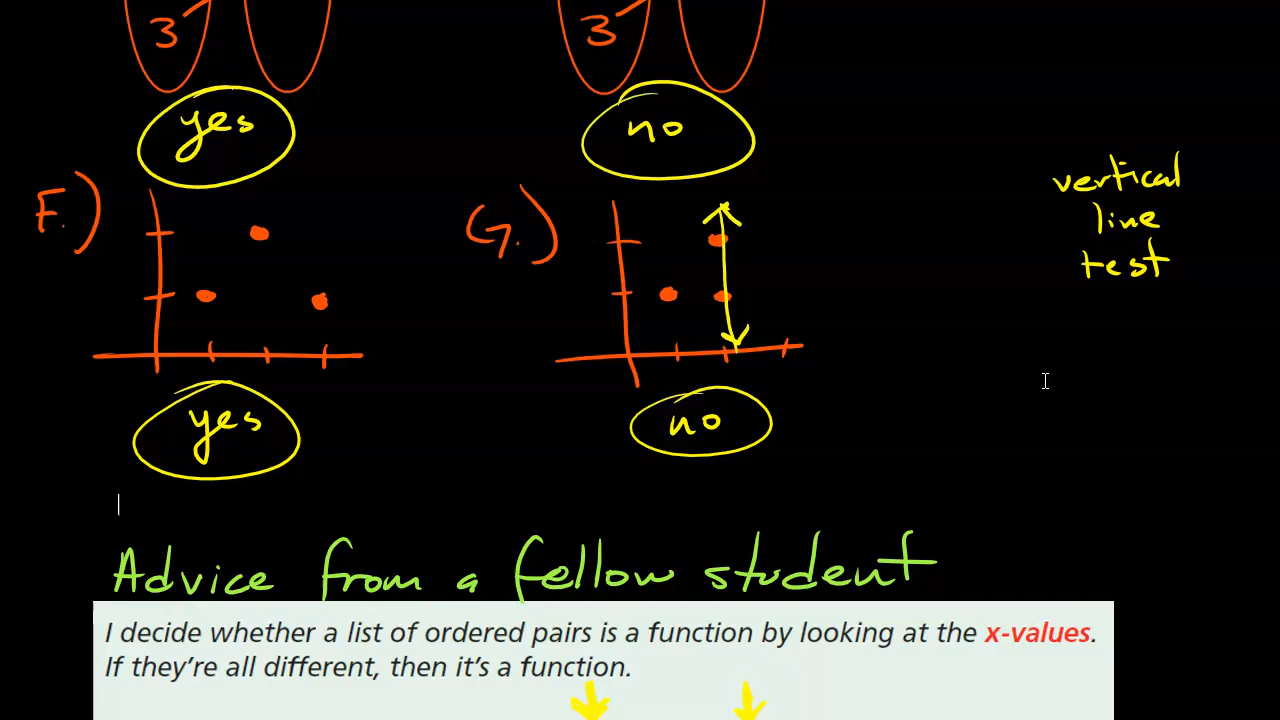 3 3
yes no
F.) G.)
vertical
line
test
yes no
Advice from a fellow student
I decide whether a list of ordered pairs is a function by looking at the x-values.
If they're all different, then it's a function.